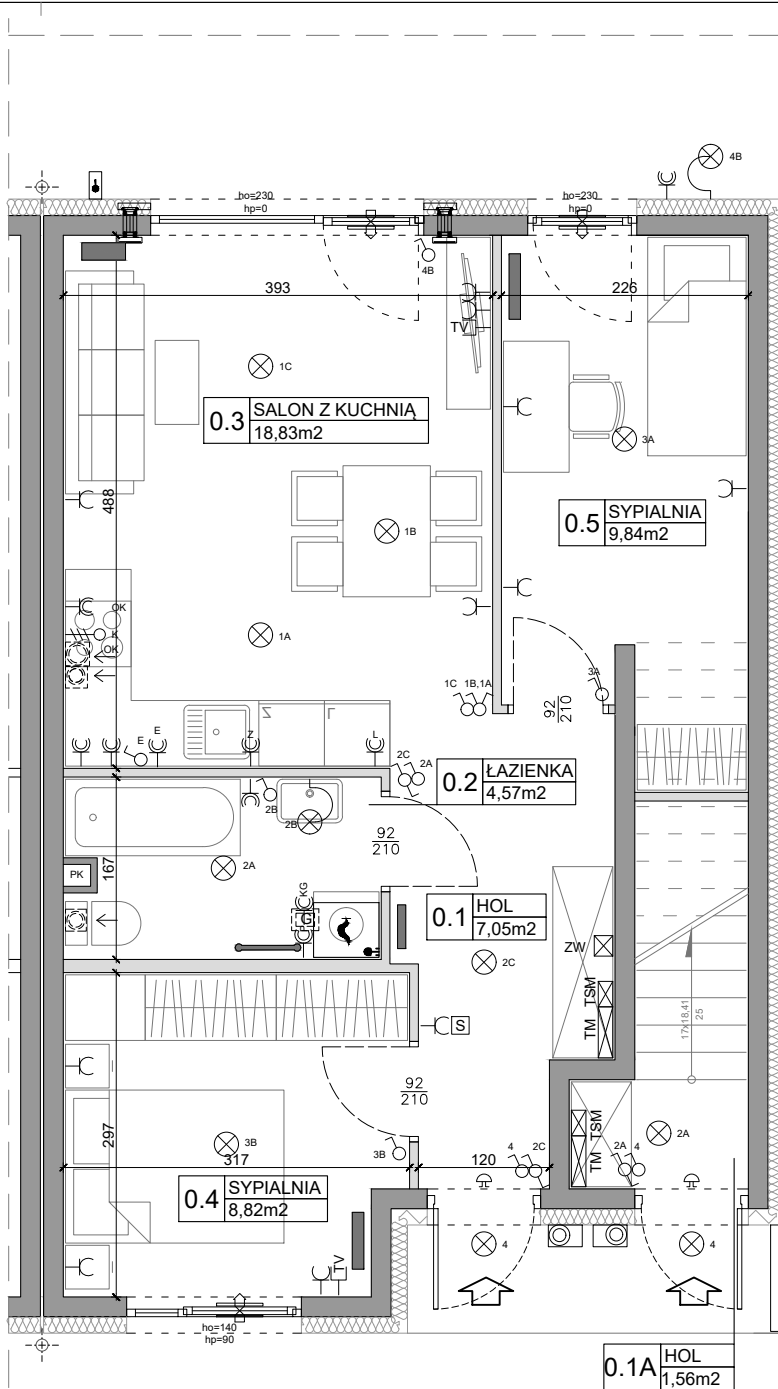 4B
ho=230
hp=0
ho=230
hp=0
4B
393
226
TV
1C
0.3 SALON Z KUCHNIĄ
18,83m2
3A
488
1B
0.5 SYPIALNIA
9,84m2
OK
K
OK
1A
1C 1B,1A
3A
92
210
E
E
Z
L
2C
2A
0.2 ŁAZIENKA
4,57m2
2B
2B
92
210
167
2A
PK
KG
G
P
0.1 HOL
7,05m2
ZW
2C
TM TSM
S
17x18,41
25
92
210
297
3B
3B
317
120
4 2C
TM TSM
2A
2A 4
0.4 SYPIALNIA
8,82m2
TV
4
4
ho=140
hp=90
0.1A HOL
1,56m2